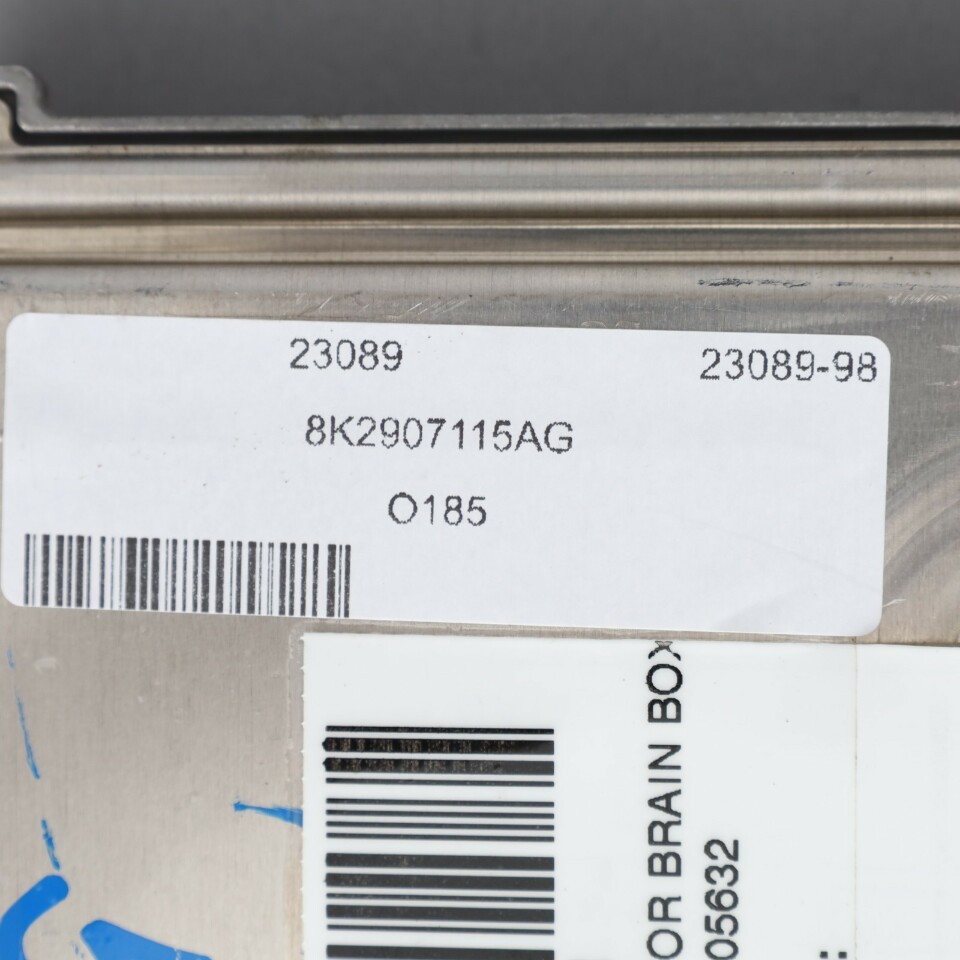 23089 23089-98
8K2907115AG
O185
OR BRAIN BOX
05632
: